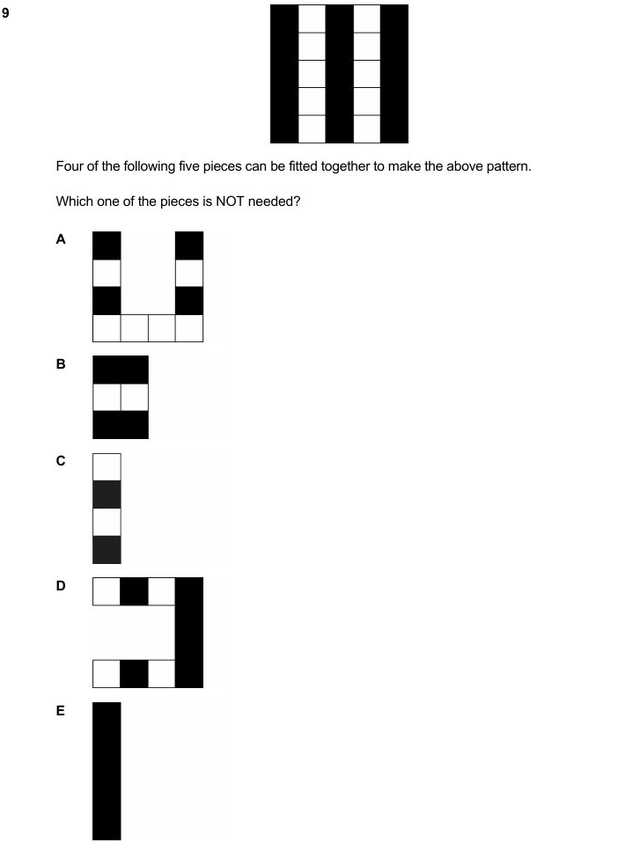 9
Four of the following five pieces can be fitted together to make the above pattern.
Which one of the pieces is NOT needed?
A
B
C
D
E